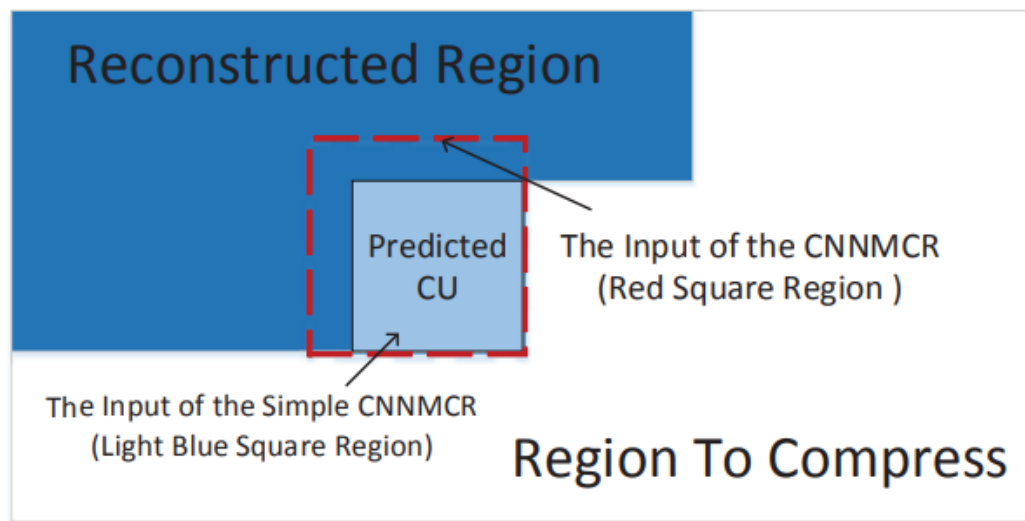 Reconstructed Region
Predicted
CU
The Input of the CNNMCR
(Red Square Region )
The Input of the Simple CNNMCR
(Light Blue Square Region)
Region To Compress